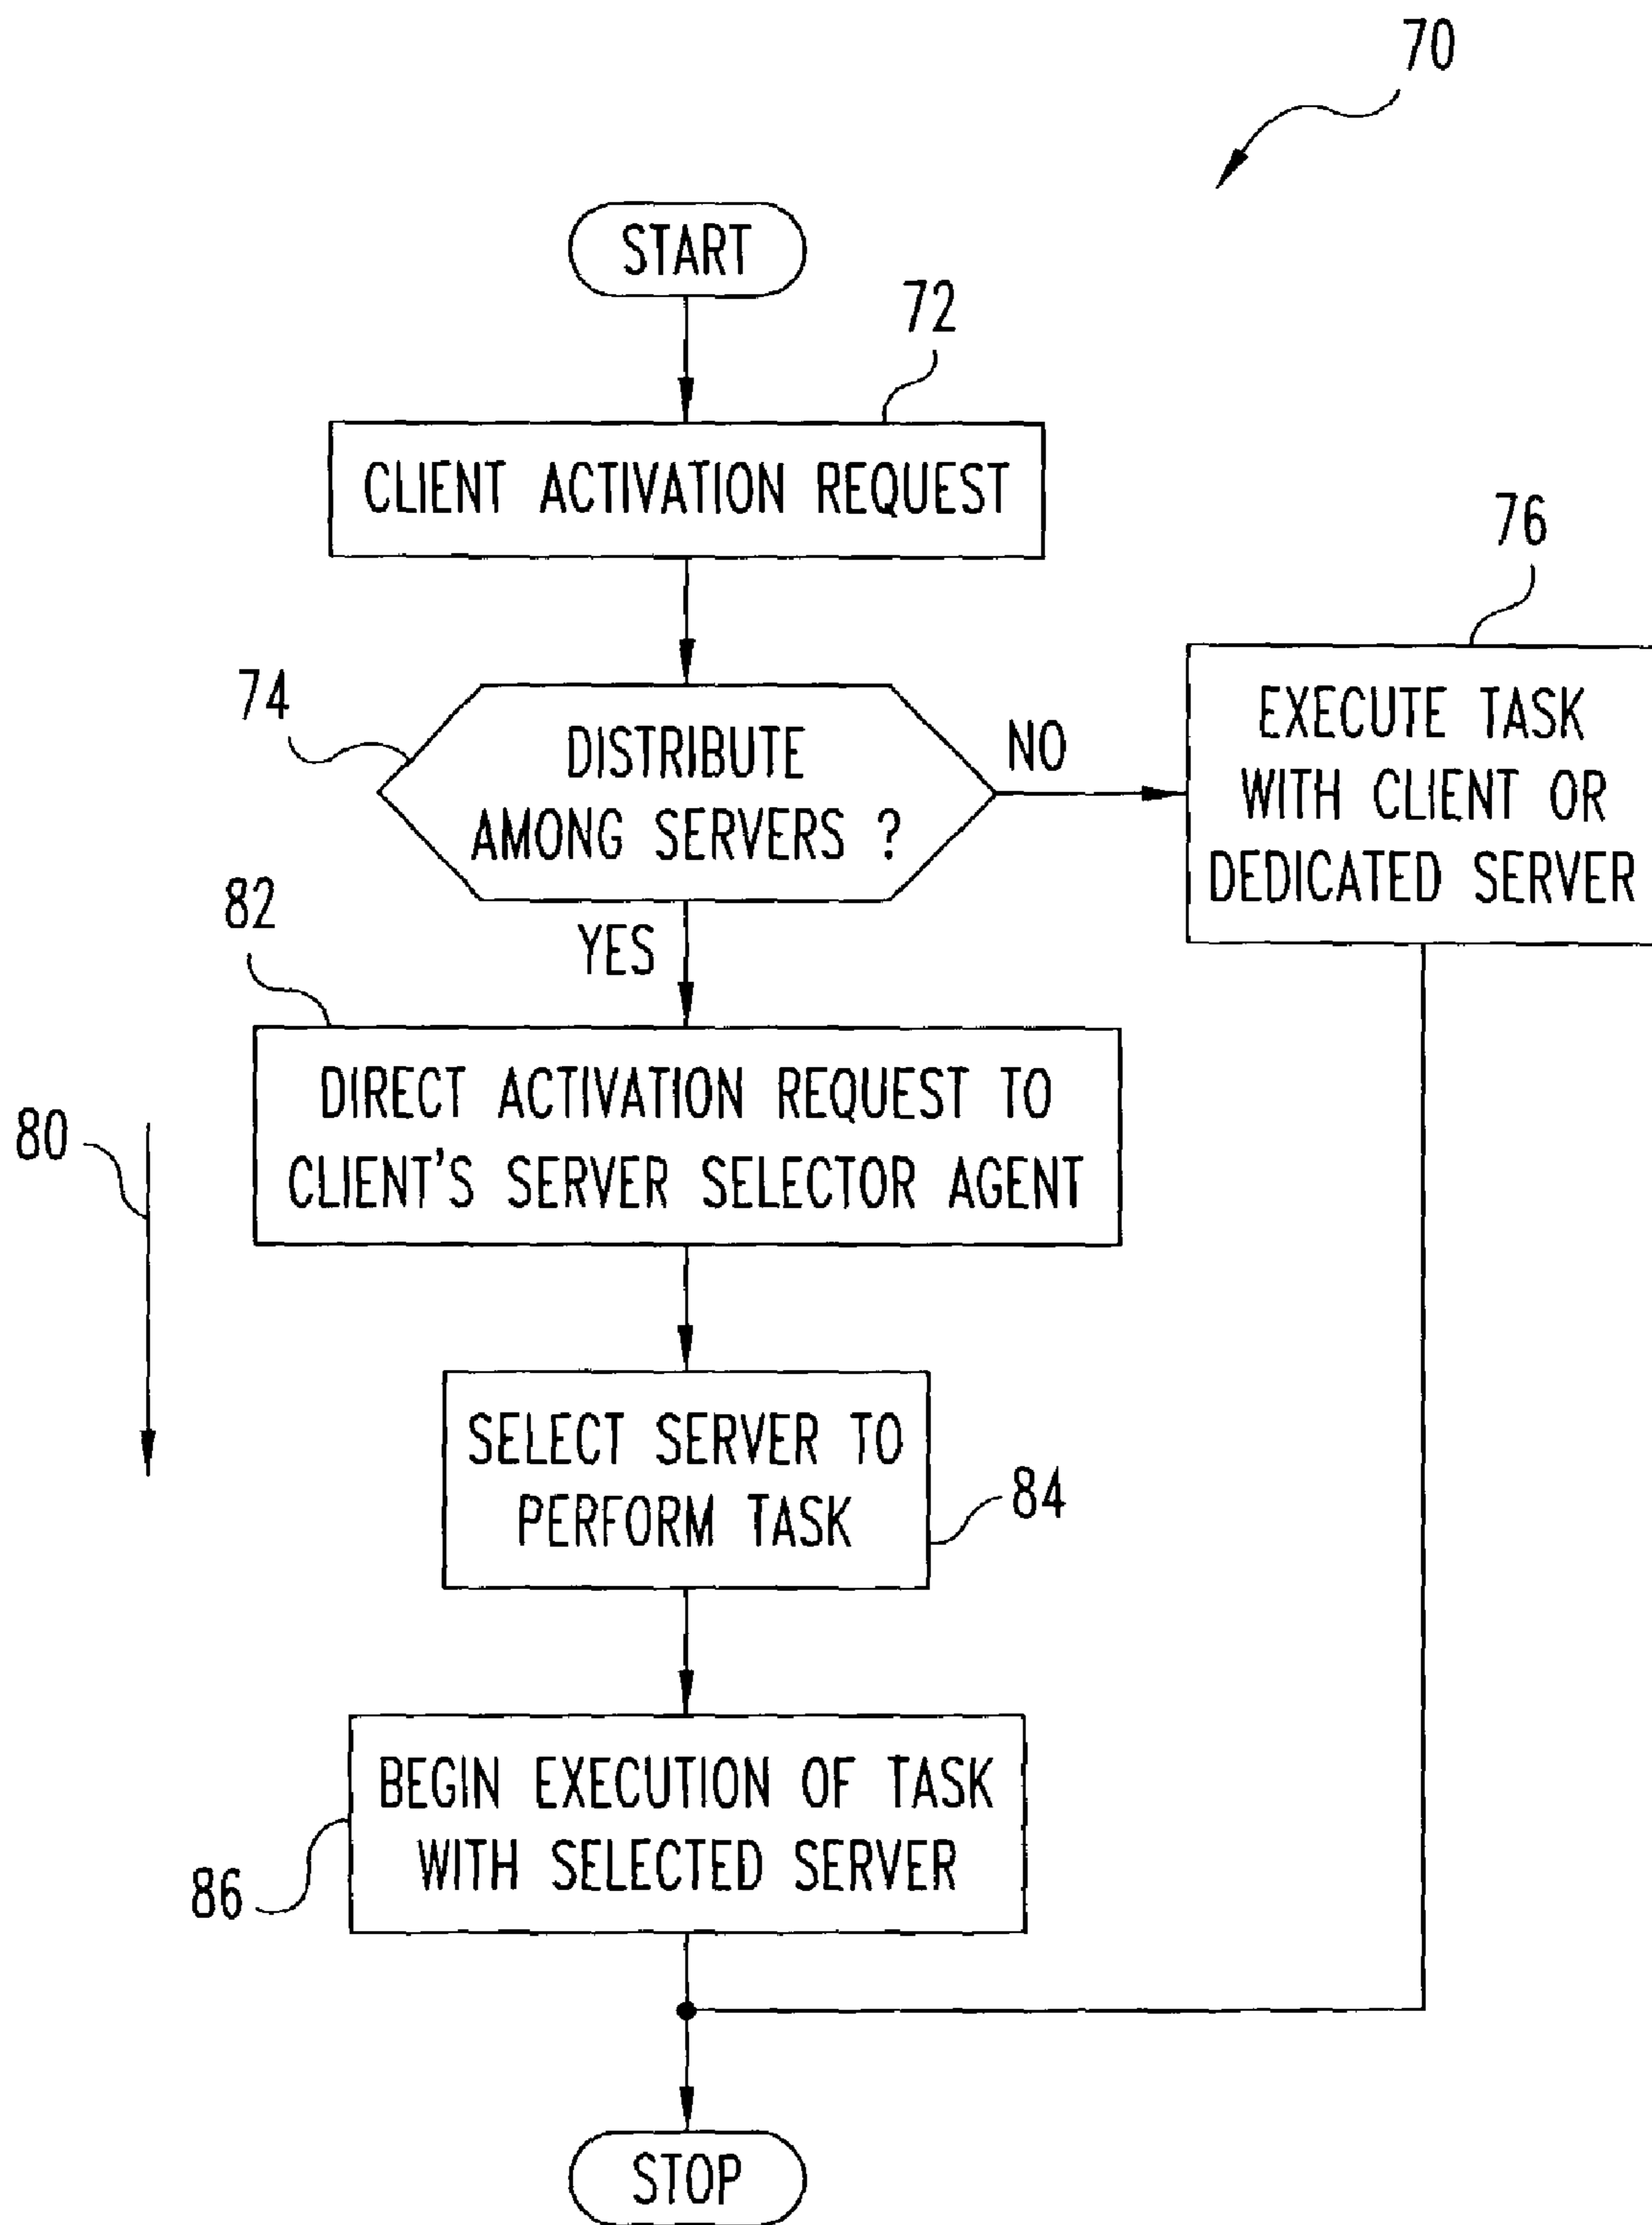 70
START
72
CLIENT ACTIVATION REQUEST
76
74
DISTRIBUTE
AMONG SERVERS ?
NO
EXECUTE TASK
WITH CLIENT OR
DEDICATED SERVER
82
YES
80
DIRECT ACTIVATION REQUEST TO
CLIENT'S SERVER SELECTOR AGENT
SELECT SERVER TO
PERFORM TASK
84
BEGIN EXECUTION OF TASK
WITH SELECTED SERVER
86
STOP